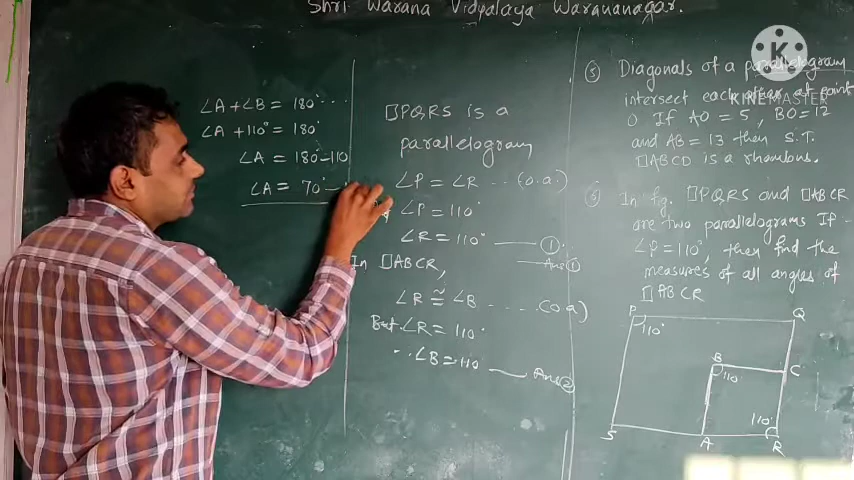 Shri Warana Vidyalaya Warananagar.
∠A + ∠B = 180° ...
∠A + 110° = 180°
∠A = 180 - 110
∠A = 70° -
□PQRS is a
parallelogram
∠P = ∠R .. (o.a.)
∠P = 110°
∠R = 110° —— ①
— Ans ①
In □ABCR,
∠R ≅ ∠B ..... (o.a)
But ∠R = 110°
∴ ∠B = 110 —— Ans ②
⑤ Diagonals of a parallelogram
intersect each other at point
O If AO = 5, BO = 12
and AB = 13 then S.T.
□ABCD is a rhombus.
⑤ In fg. □PQRS and □ABCR
are two parallelograms If -
∠P = 110°, then find the
measures of all angles of
□ABCR
P Q
110°
B C
110°
110°
S A R
KINEMASTER